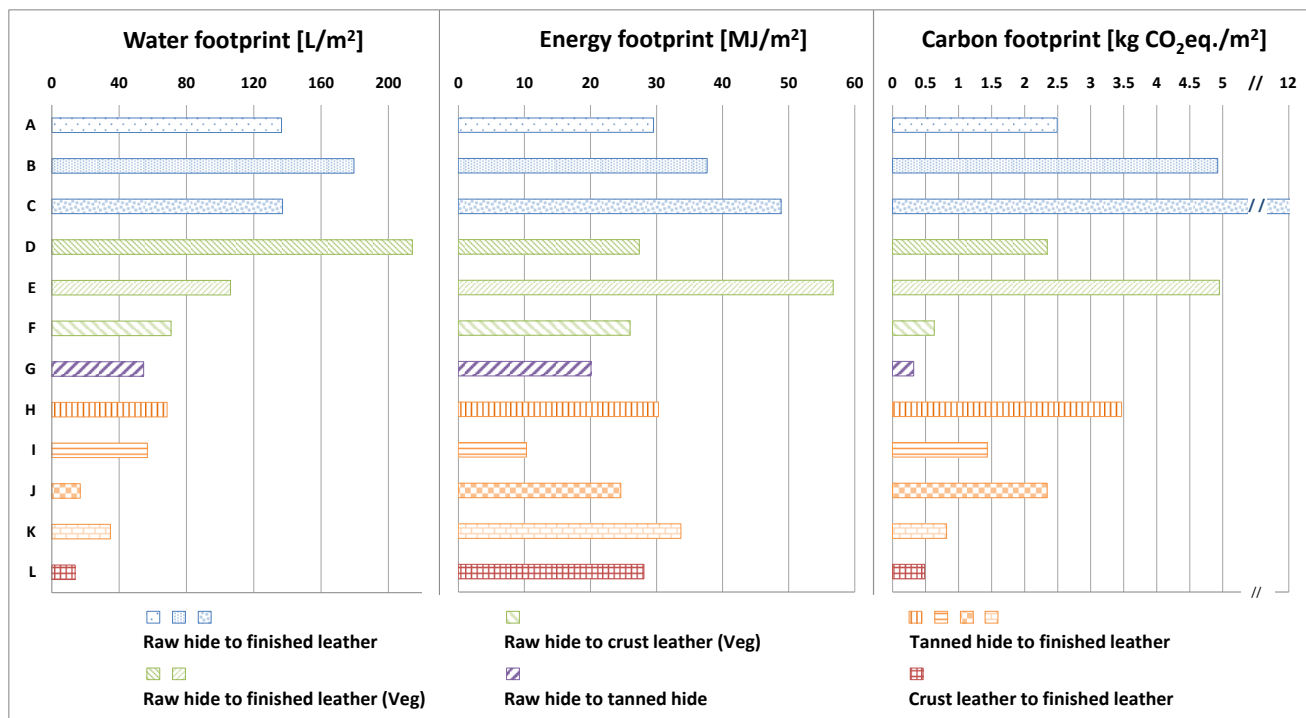 Water footprint [L/m²] Energy footprint [MJ/m²] Carbon footprint [kg CO₂eq./m²]
0 40 80 120 160 200 0 10 20 30 40 50 60 0 0.5 1 1.5 2 2.5 3 3.5 4 4.5 5 // 12
A
B
C //
D
E
F
G
H
I
J
K
L
//
Raw hide to finished leather Raw hide to crust leather (Veg) Tanned hide to finished leather
Raw hide to finished leather (Veg) Raw hide to tanned hide Crust leather to finished leather